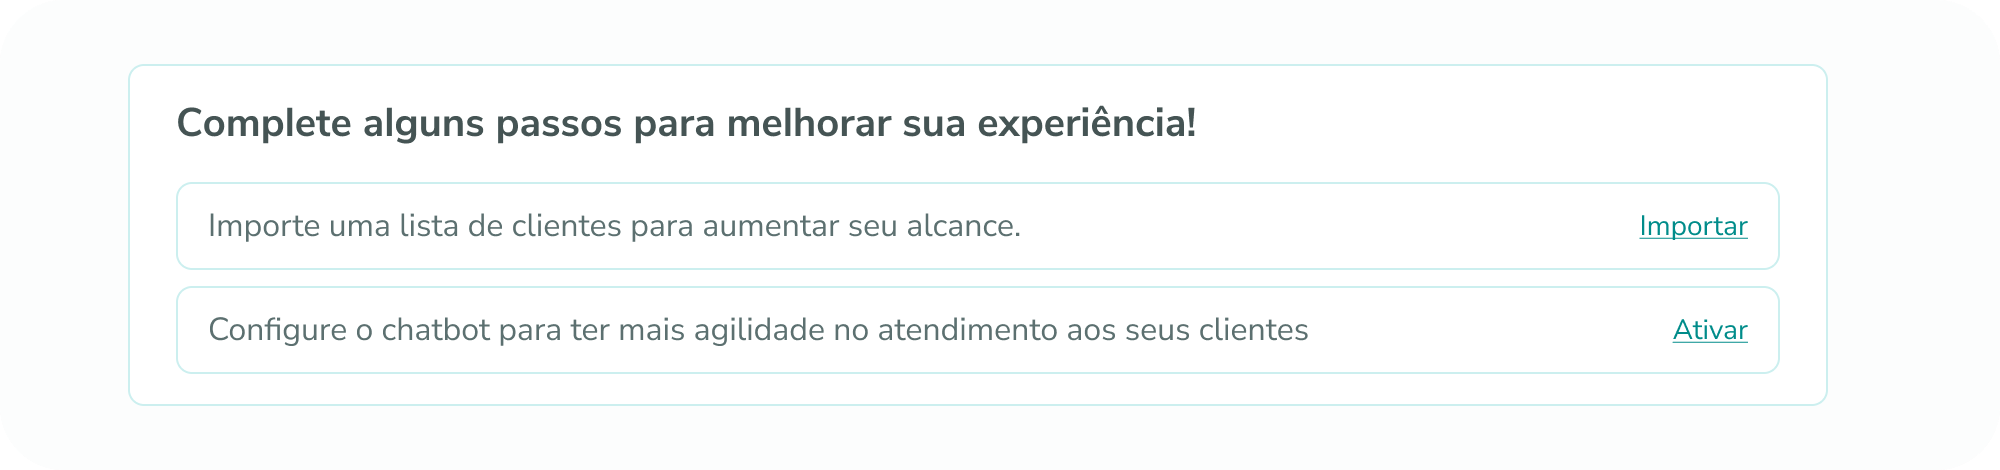 Complete alguns passos para melhorar sua experiência!
Importe uma lista de clientes para aumentar seu alcance.
Importar
Configure o chatbot para ter mais agilidade no atendimento aos seus clientes
Ativar